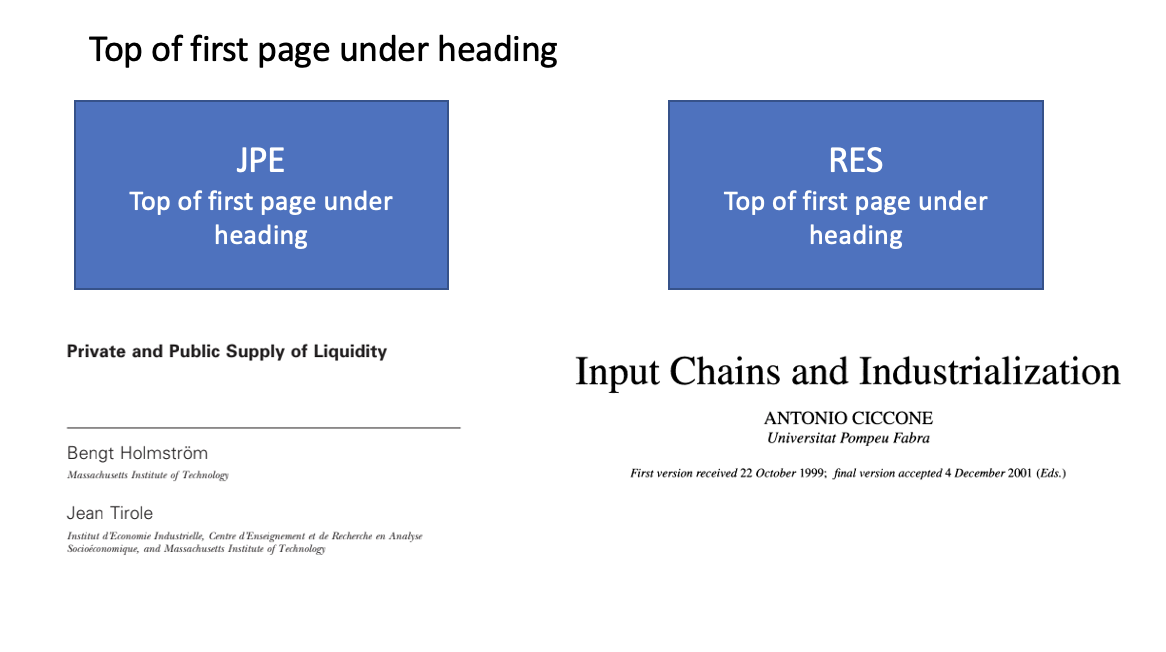 Top of first page under heading
JPE
Top of first page under
heading
RES
Top of first page under
heading
Private and Public Supply of Liquidity
Bengt Holmström
Massachusetts Institute of Technology
Jean Tirole
Institut d'Economie Industrielle, Centre d'Enseignement et de Recherche en Analyse
Socioéconomique, and Massachusetts Institute of Technology
Input Chains and Industrialization
ANTONIO CICCONE
Universitat Pompeu Fabra
First version received 22 October 1999; final version accepted 4 December 2001 (Eds.)